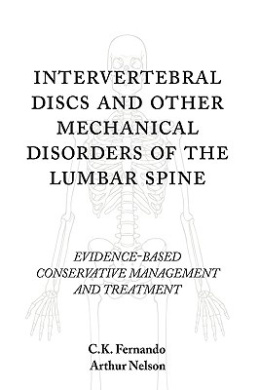 INTERVERTEBRAL
DISCS AND OTHER
MECHANICAL
DISORDERS OF THE
LUMBAR SPINE
EVIDENCE-BASED
CONSERVATIVE MANAGEMENT
AND TREATMENT
C.K. Fernando
Arthur Nelson